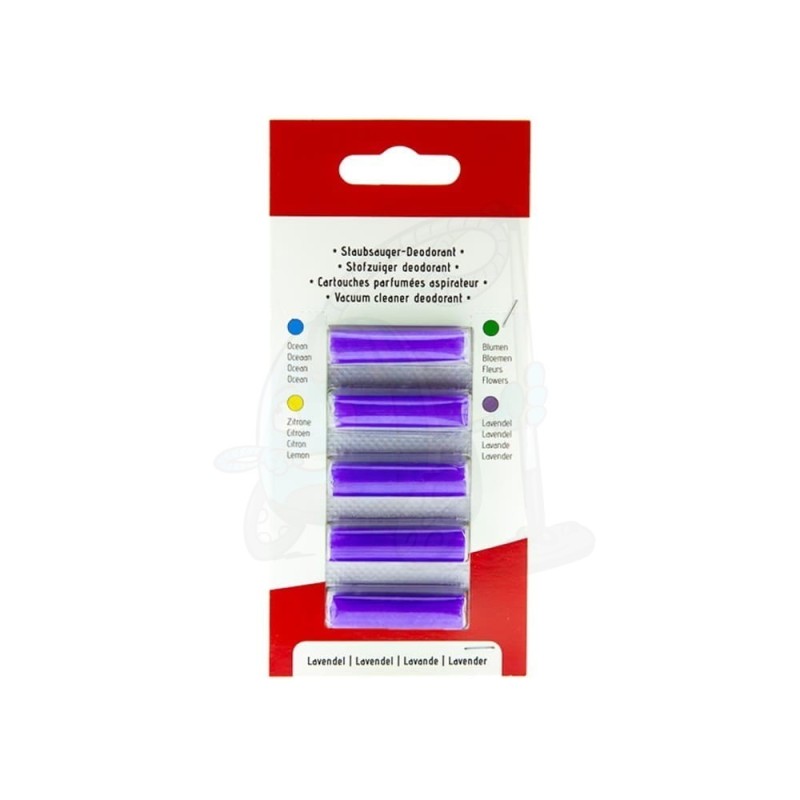 • Staubsauger-Deodorant •
• Stofzuiger deodorant •
• Cartouches parfumées aspirateur •
• Vacuum cleaner deodorant •
Ocean
Oceaan
Ocean
Ocean
Blumen
Bloemen
Fleurs
Flowers
Zitrone
Citroen
Citron
Lemon
Lavendel
Lavendel
Lavande
Lavender
Lavendel | Lavendel | Lavande | Lavender